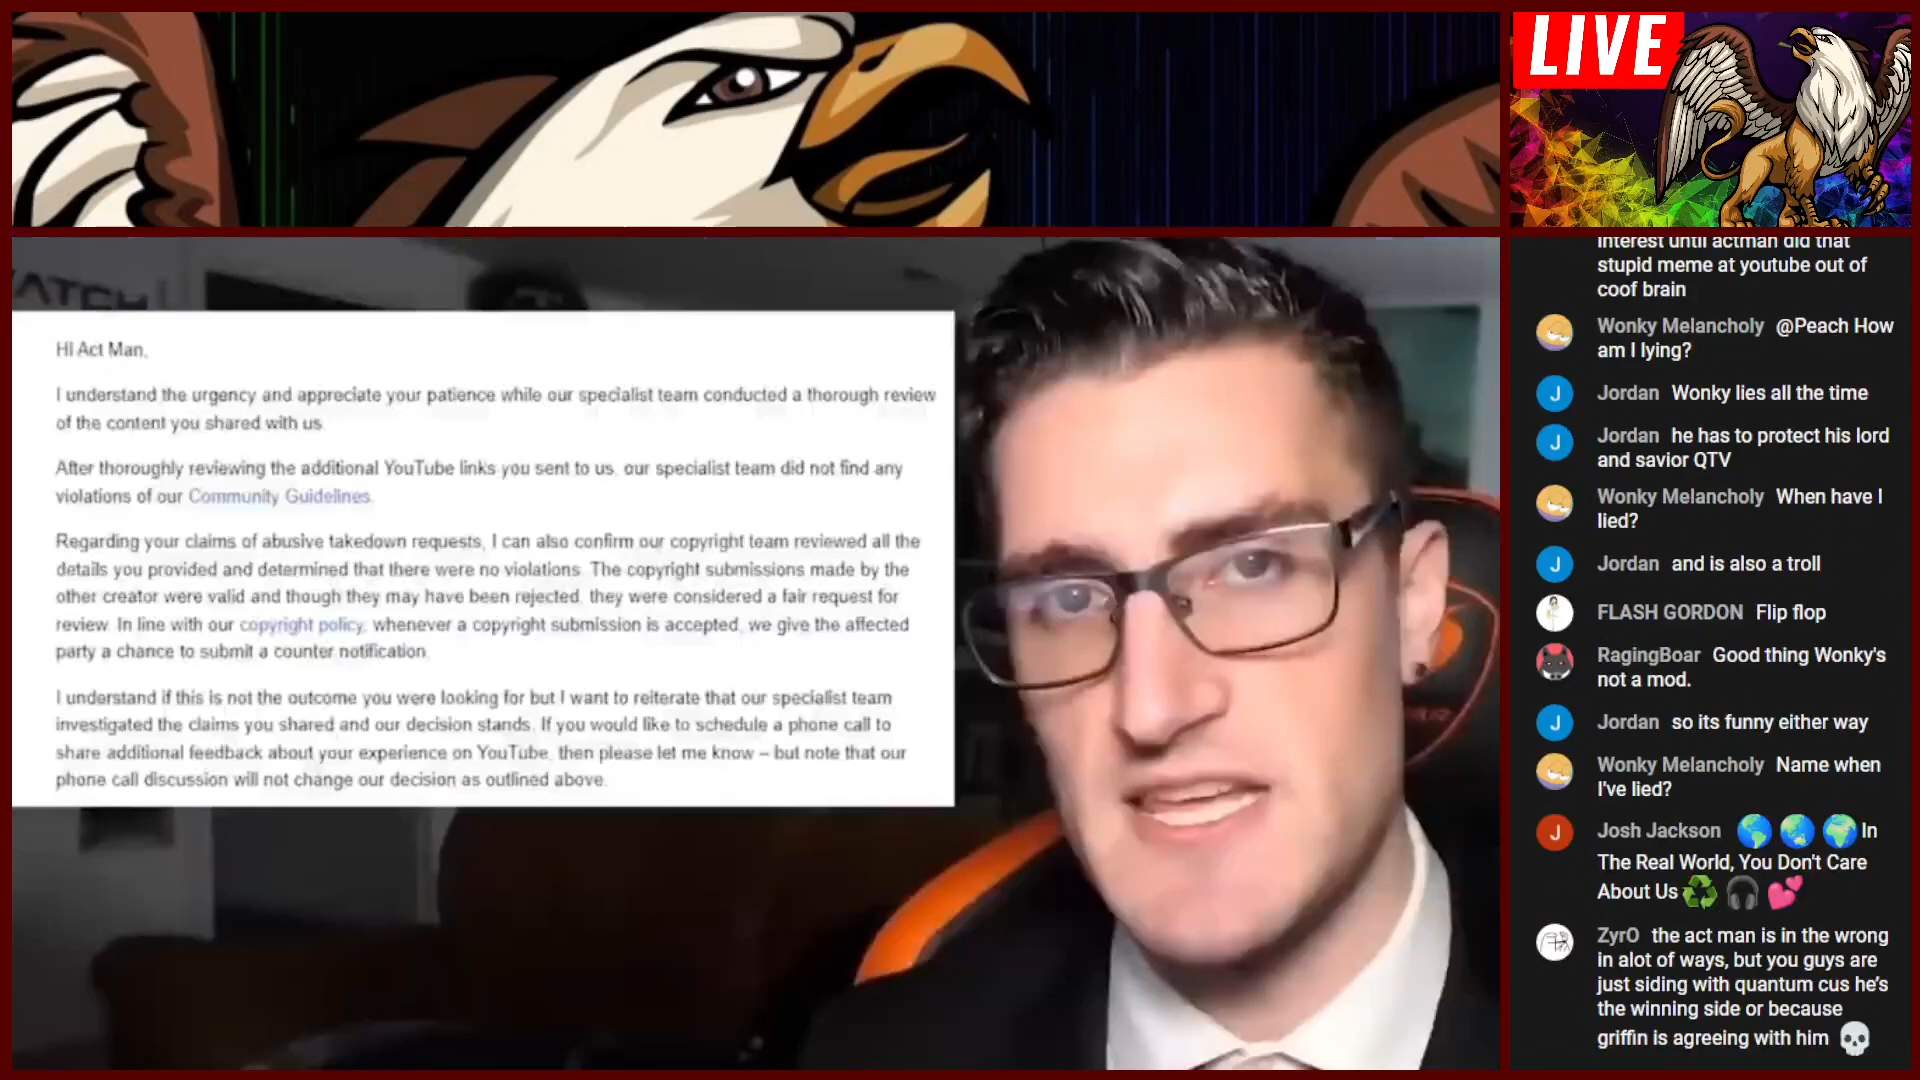 LIVE
HI Act Man,
I understand the urgency and appreciate your patience while our specialist team conducted a thorough review
of the content you shared with us.
After thoroughly reviewing the additional YouTube links you sent to us, our specialist team did not find any
violations of our Community Guidelines.
Regarding your claims of abusive takedown requests, I can also confirm our copyright team reviewed all the
details you provided and determined that there were no violations. The copyright submissions made by the
other creator were valid and though they may have been rejected, they were considered a fair request for
review. In line with our copyright policy, whenever a copyright submission is accepted, we give the affected
party a chance to submit a counter notification.
I understand if this is not the outcome you were looking for but I want to reiterate that our specialist team
investigated the claims you shared and our decision stands. If you would like to schedule a phone call to
share additional feedback about your experience on YouTube, then please let me know – but note that our
phone call discussion will not change our decision as outlined above.
interest until actman did that
stupid meme at youtube out of
coof brain
Wonky Melancholy @Peach How
am I lying?
J Jordan Wonky lies all the time
J Jordan he has to protect his lord
and savior QTV
Wonky Melancholy When have I
lied?
J Jordan and is also a troll
FLASH GORDON Flip flop
RagingBoar Good thing Wonky's
not a mod.
J Jordan so its funny either way
Wonky Melancholy Name when
I've lied?
J Josh Jackson 🌎 🌏 🌍 In
The Real World, You Don't Care
About Us ♻️ 🎧 💕
ZyrO the act man is in the wrong
in alot of ways, but you guys are
just siding with quantum cus he's
the winning side or because
griffin is agreeing with him 💀